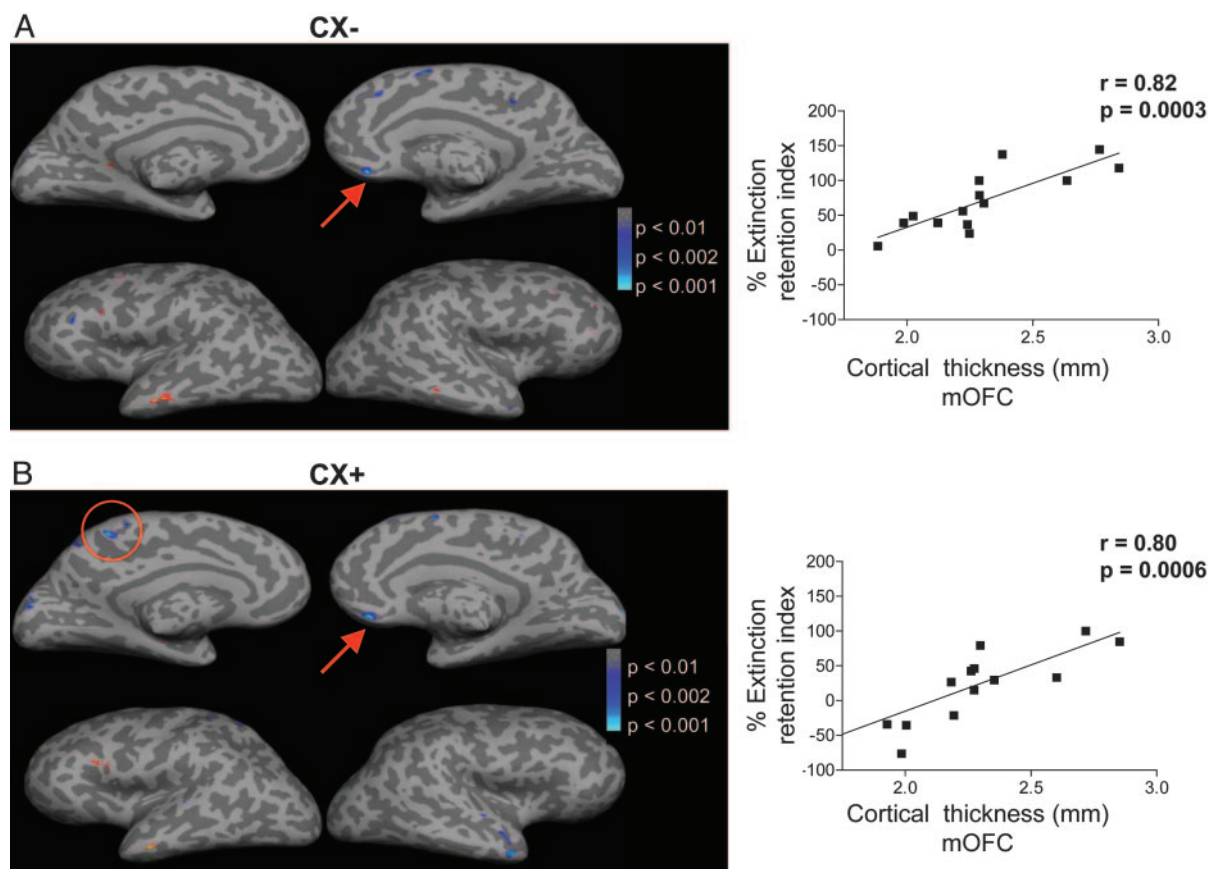 A
CX-
p < 0.01
p < 0.002
p < 0.001
r = 0.82
p = 0.0003
% Extinction
retention index
200
150
100
50
0
-50
-100
2.0
2.5
3.0
Cortical thickness (mm)
mOFC
B
CX+
p < 0.01
p < 0.002
p < 0.001
r = 0.80
p = 0.0006
% Extinction
retention index
200
150
100
50
0
-50
-100
2.0
2.5
3.0
Cortical thickness (mm)
mOFC